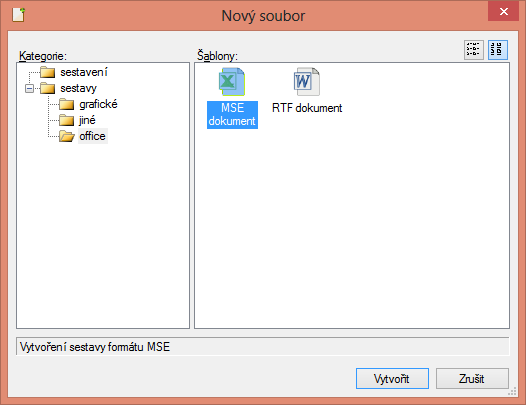 Nový soubor
Kategorie:
Šablony:
sestavení
sestavy
grafické
jiné
office
MSE
dokument
RTF dokument
Vytvoření sestavy formátu MSE
Vytvořit
Zrušit